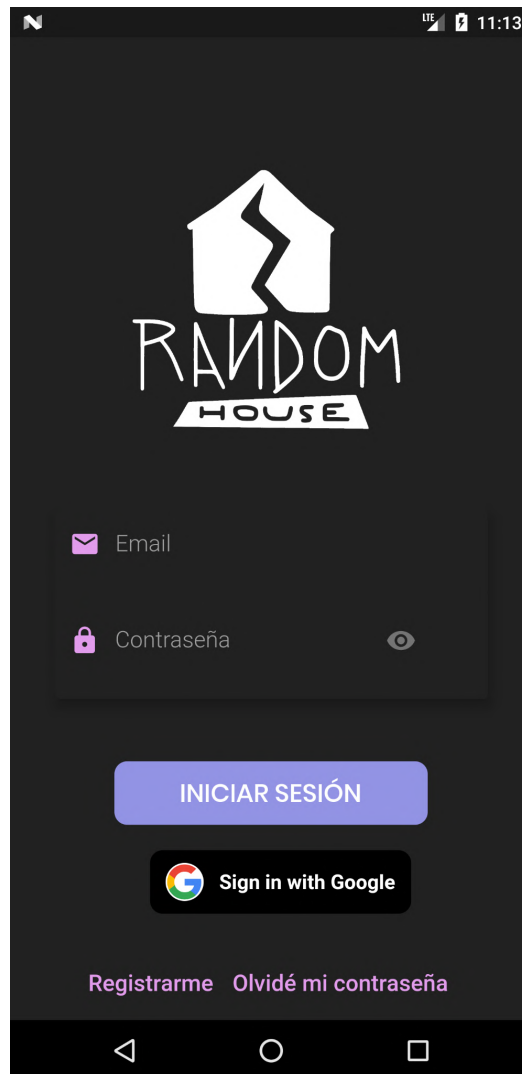 LTE 11:13
RANDOM
HOUSE
Email
Contraseña
INICIAR SESIÓN
Sign in with Google
Registrarme Olvidé mi contraseña